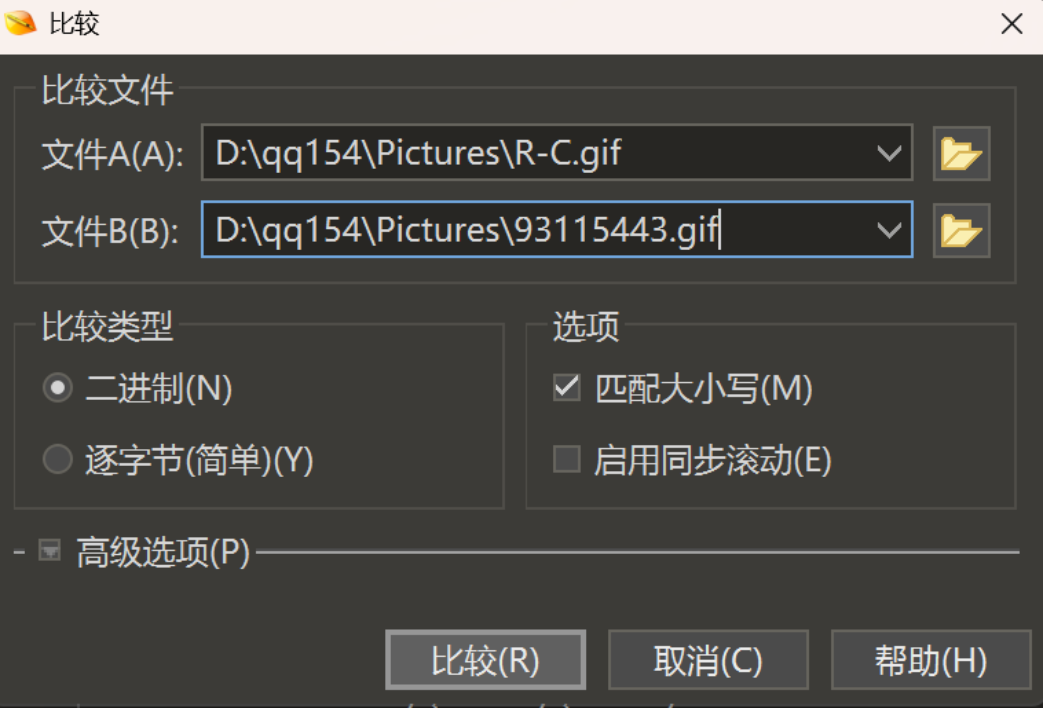 比较
比较文件
文件A(A): D:\qq154\Pictures\R-C.gif
文件B(B): D:\qq154\Pictures\93115443.gif
比较类型
二进制(N)
逐字节(简单)(Y)
选项
匹配大小写(M)
启用同步滚动(E)
高级选项(P)
比较(R) 取消(C) 帮助(H)